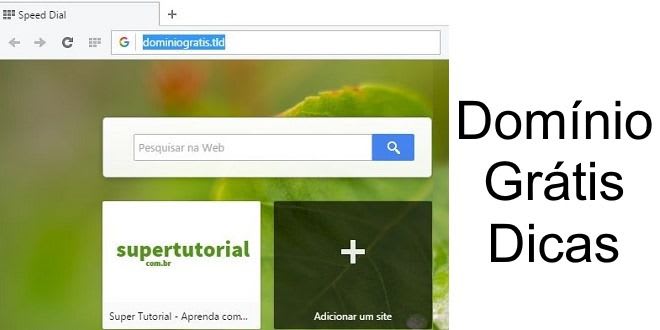 Speed Dial
dominiogratis.tld
Pesquisar na Web
supertutorial
com.br
Super Tutorial - Aprenda com...
Adicionar um site
Domínio
Grátis
Dicas